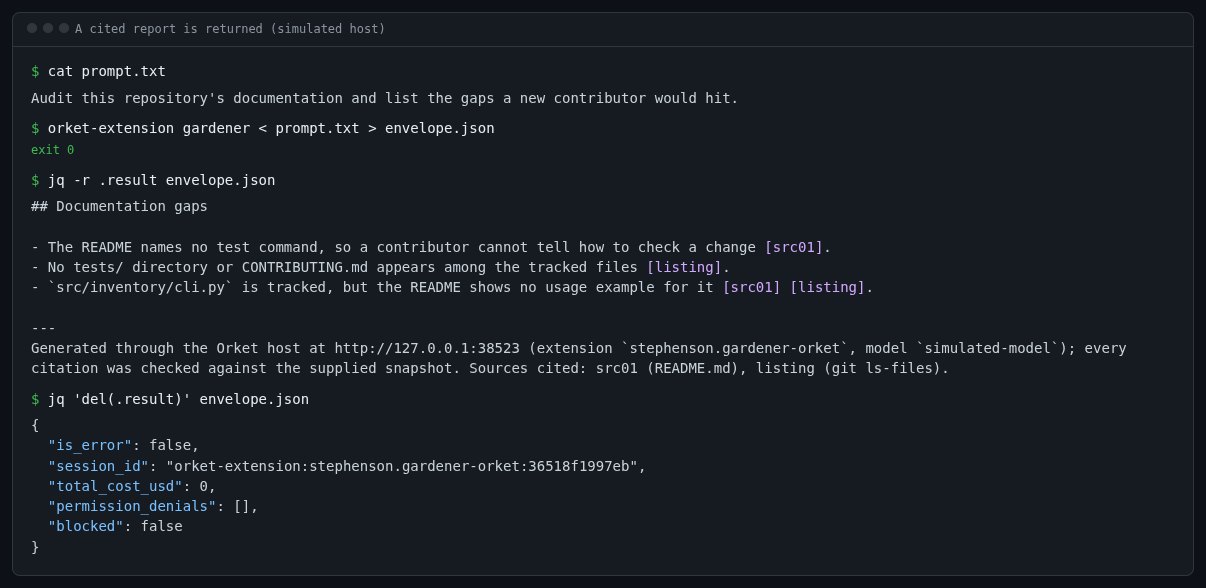 A cited report is returned (simulated host)
$ cat prompt.txt
Audit this repository's documentation and list the gaps a new contributor would hit.
$ orket-extension gardener < prompt.txt > envelope.json
exit 0
$ jq -r .result envelope.json
## Documentation gaps
- The README names no test command, so a contributor cannot tell how to check a change [src01].
- No tests/ directory or CONTRIBUTING.md appears among the tracked files [listing].
- `src/inventory/cli.py` is tracked, but the README shows no usage example for it [src01] [listing].
---
Generated through the Orket host at http://127.0.0.1:38523 (extension `stephenson.gardener-orket`, model `simulated-model`); every
citation was checked against the supplied snapshot. Sources cited: src01 (README.md), listing (git ls-files).
$ jq 'del(.result)' envelope.json
{
  "is_error": false,
  "session_id": "orket-extension:stephenson.gardener-orket:36518f1997eb",
  "total_cost_usd": 0,
  "permission_denials": [],
  "blocked": false
}